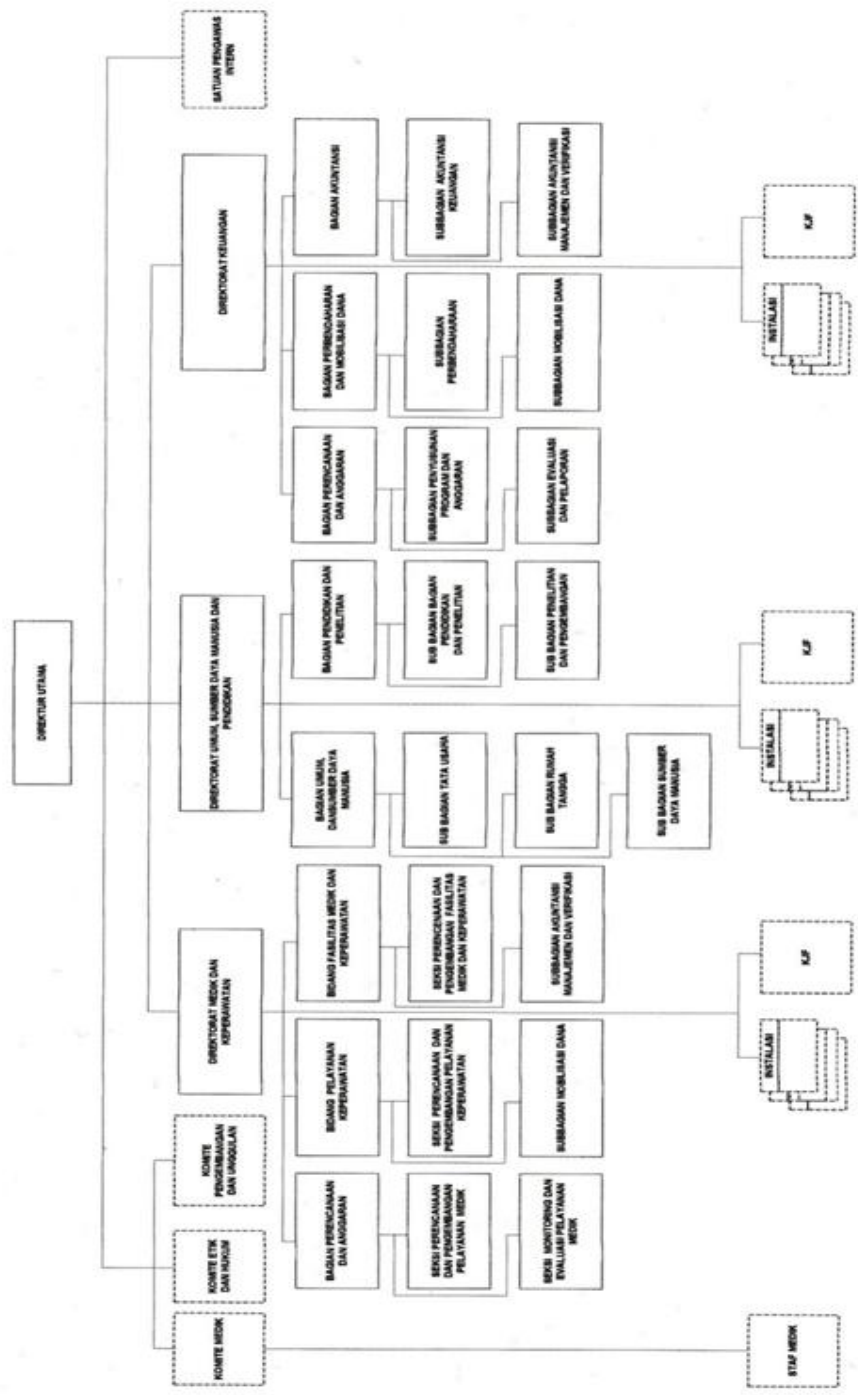 DIREKTUR UTAMA
KOMITE MEDIK
KOMITE ETIK
DAN HUKUM
KOMITE
PENGEMBANGAN
DAN UNGGULAN
DIREKTORAT MEDIK DAN
KEPERAWATAN
DIREKTORAT UMUM, SUMBER DAYA MANUSIA DAN
PENDIDIKAN
DIREKTORAT KEUANGAN
SATUAN PENGAWAS
INTERN
BAGIAN PERENCANAAN
DAN ANGGARAN
BIDANG PELAYANAN
KEPERAWATAN
BIDANG FASILITAS MEDIK DAN
KEPERAWATAN
BAGIAN UMUM,
DANSUMBER DAYA
MANUSIA
BAGIAN PENDIDIKAN DAN
PENELITIAN
BAGIAN PERENCANAAN
DAN ANGGARAN
BAGIAN PERBENDAHARAN
DAN MOBILISASI DANA
BAGIAN AKUNTANSI
SEKSI PERENCANAAN
DAN PENGEMBANGAN
PELAYANAN MEDIK
SEKSI PERENCANAAN DAN
PENGEMBANGAN PELAYANAN
KEPERAWATAN
SEKSI PERENCENAAN DAN
PENGEMBANGAN FASILITAS
MEDIK DAN KEPERAWATAN
SUB BAGIAN TATA USAHA
SUB BAGIAN BAGIAN
PENDIDIKAN
DAN PENELITIAN
SUBBAGIAN PENYUSUNAN
PROGRAM DAN
ANGGARAN
SUBBAGIAN
PERBENDAHARAAN
SUBBAGIAN AKUNTANSI
KEUANGAN
SEKSI MONITORING DAN
EVALUASI PELAYANAN
MEDIK
SUBBAGIAN MOBILISASI DANA
SUBBAGIAN AKUNTANSI
MANAJEMEN DAN VERIFIKASI
SUB BAGIAN RUMAH
TANGGA
SUB BAGIAN PENELITIAN
DAN PENGEMBANGAN
SUBBAGIAN EVALUASI
DAN PELAPORAN
SUBBAGIAN MOBILISASI DANA
SUBBAGIAN AKUNTANSI
MANAJEMEN DAN VERIFIKASI
SUB BAGIAN SUMBER
DAYA MANUSIA
STAF MEDIK
INSTALASI
KJF
INSTALASI
KJF
INSTALASI
KJF